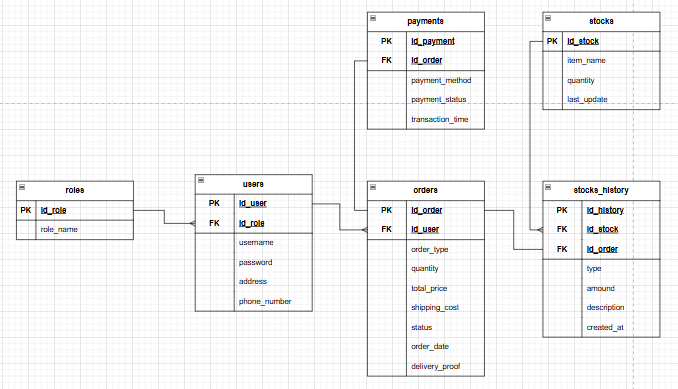 payments
PK id_payment
FK id_order
payment_method
payment_status
transaction_time
stocks
PK id_stock
item_name
quantity
last_update
roles
PK id_role
role_name
users
PK id_user
FK id_role
username
password
address
phone_number
orders
PK id_order
FK id_user
order_type
quantity
total_price
shipping_cost
status
order_date
delivery_proof
stocks_history
PK id_history
FK id_stock
FK id_order
type
amound
description
created_at